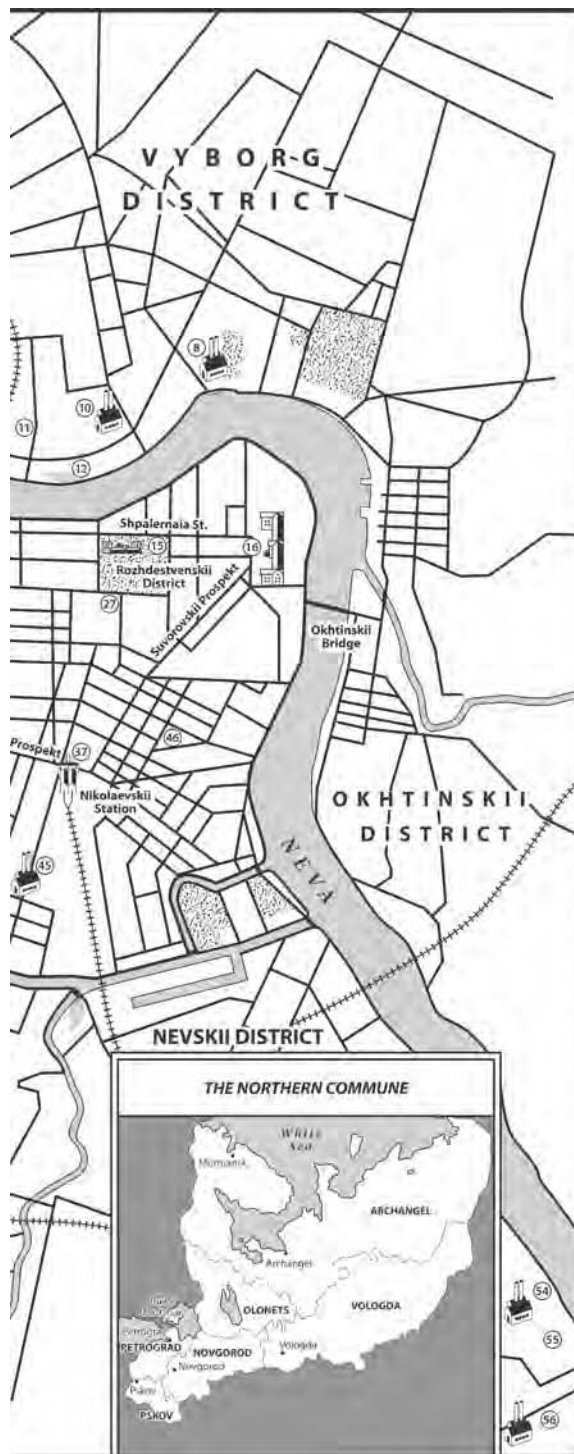 VYBORG
DISTRICT
8
10
11
12
Shpalernaia St.
15
16
Rozhdestvenskii
District
27
Suvorovskii Prospekt
Okhtinskii
Bridge
46
Prospekt
37
Nikolaevskii
Station
OKHTINSKII
DISTRICT
45
NEVA
NEVSKII DISTRICT
THE NORTHERN COMMUNE
White
Sea
Murmansk
ARCHANGEL
Archangel
OLONETS
VOLOGDA
PETROGRAD
NOVGOROD
Vologda
Novgorod
Pskov
PSKOV
54
55
56